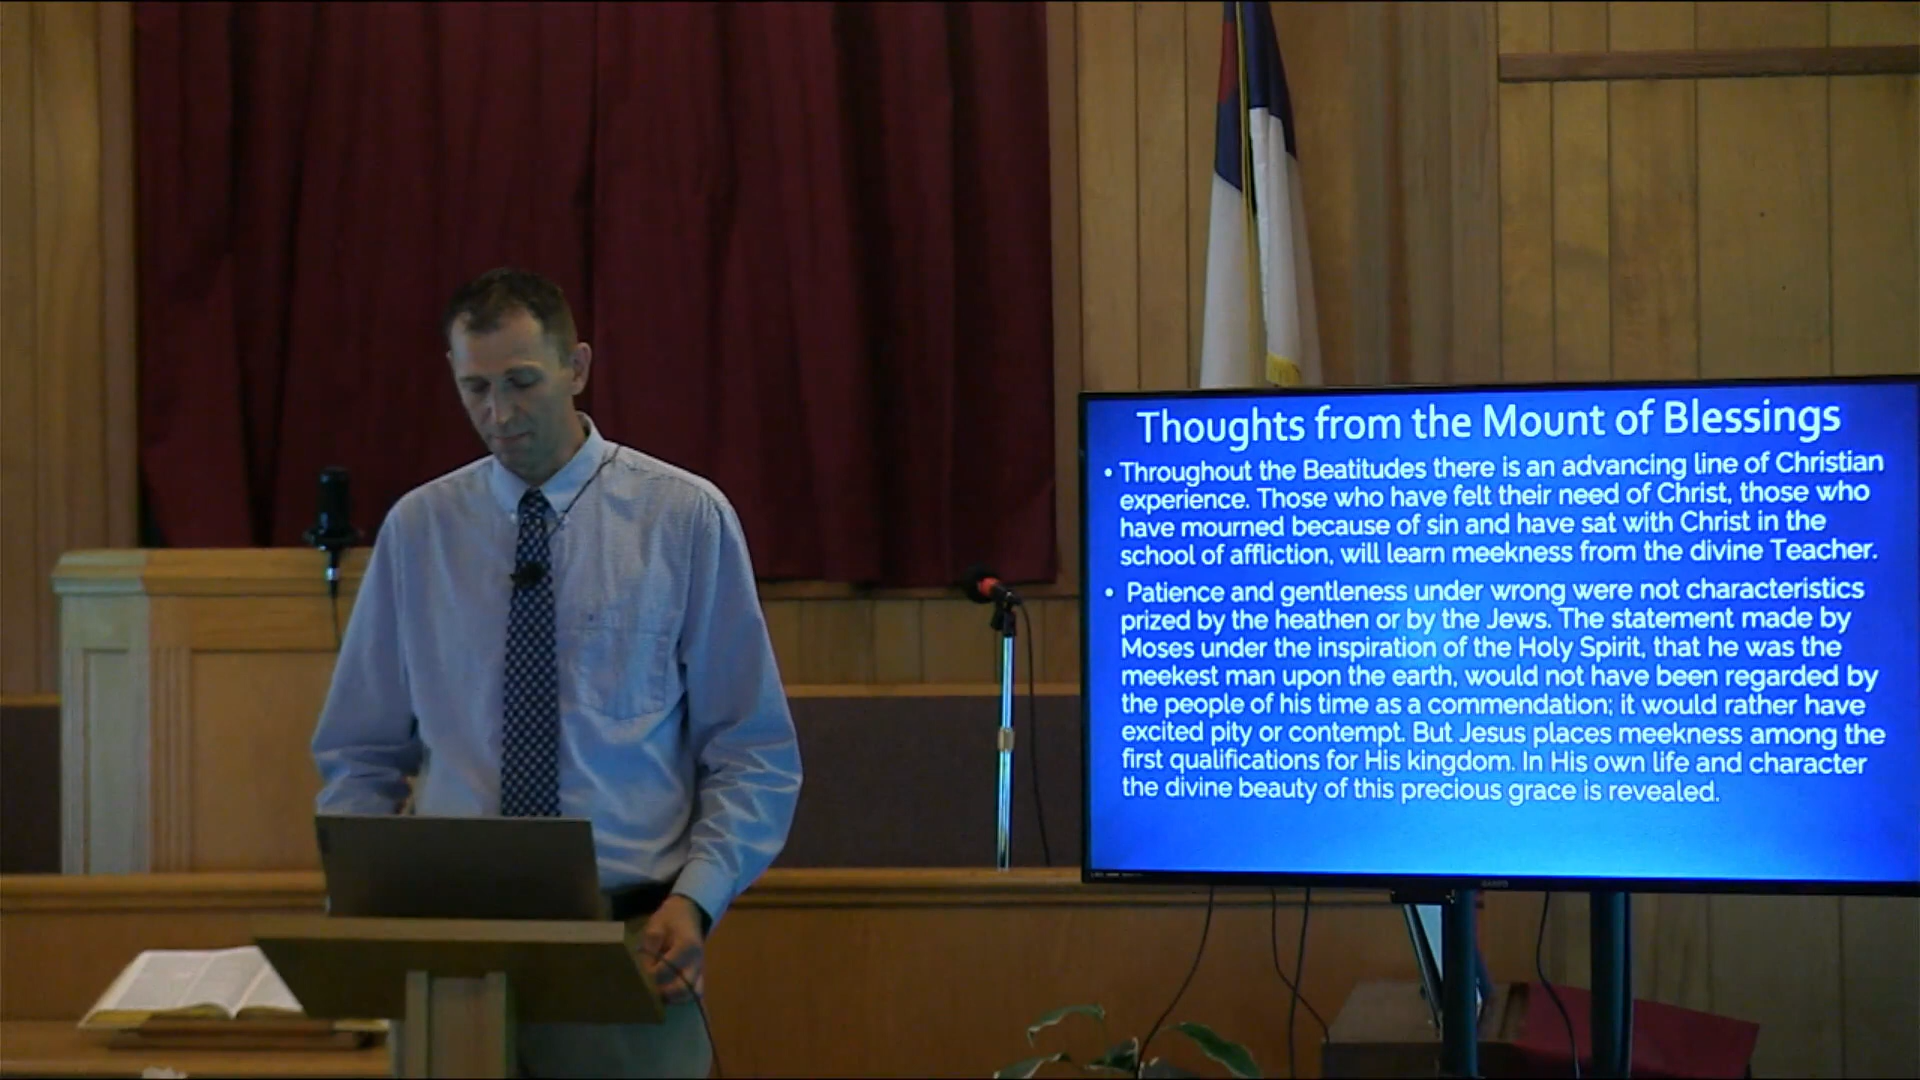 Thoughts from the Mount of Blessings
• Throughout the Beatitudes there is an advancing line of Christian
experience. Those who have felt their need of Christ, those who
have mourned because of sin and have sat with Christ in the
school of affliction, will learn meekness from the divine Teacher.
• Patience and gentleness under wrong were not characteristics
prized by the heathen or by the Jews. The statement made by
Moses under the inspiration of the Holy Spirit, that he was the
meekest man upon the earth, would not have been regarded by
the people of his time as a commendation; it would rather have
excited pity or contempt. But Jesus places meekness among the
first qualifications for His kingdom. In His own life and character
the divine beauty of this precious grace is revealed.